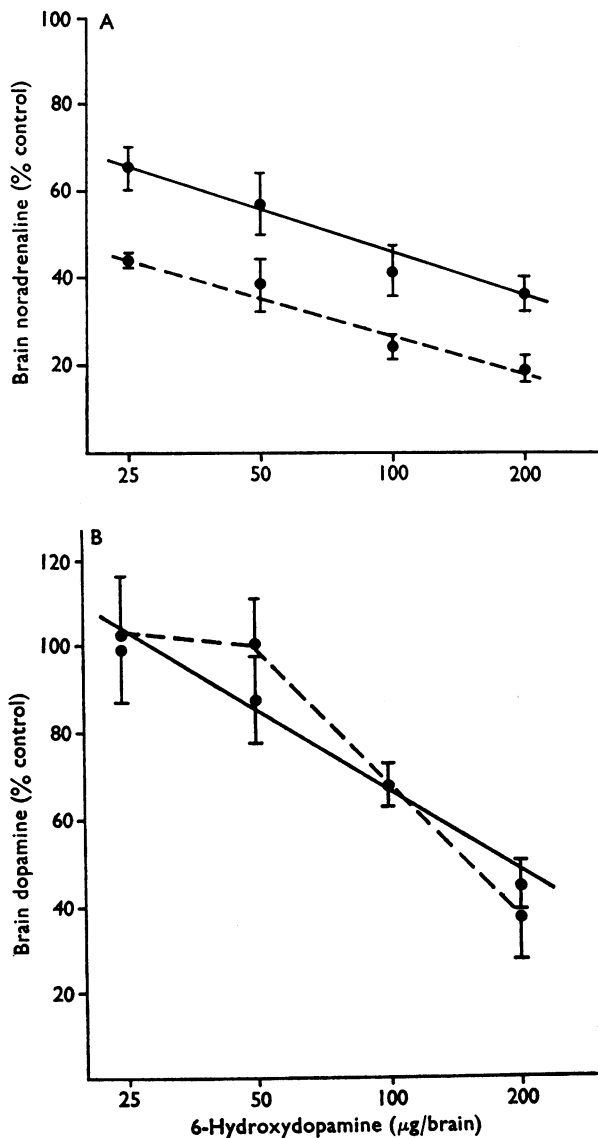 A
Brain noradrenaline (% control)
100
80
60
40
20
25 50 100 200
B
Brain dopamine (% control)
120
100
80
60
40
20
25 50 100 200
6-Hydroxydopamine (μg/brain)